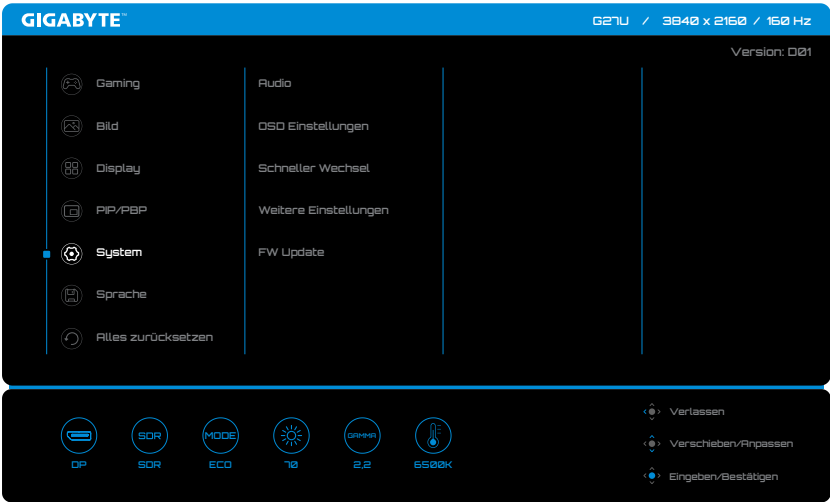 GIGABYTE™
G27U / 3840 x 2160 / 160 Hz
Version: D01
Gaming
Bild
Display
PIP/PBP
System
Sprache
Alles zurücksetzen
Audio
OSD Einstellungen
Schneller Wechsel
Weitere Einstellungen
FW Update
SDR
MODE
GAMMA
DP
SDR
ECO
70
2,2
6500K
Verlassen
Verschieben/Anpassen
Eingeben/Bestätigen